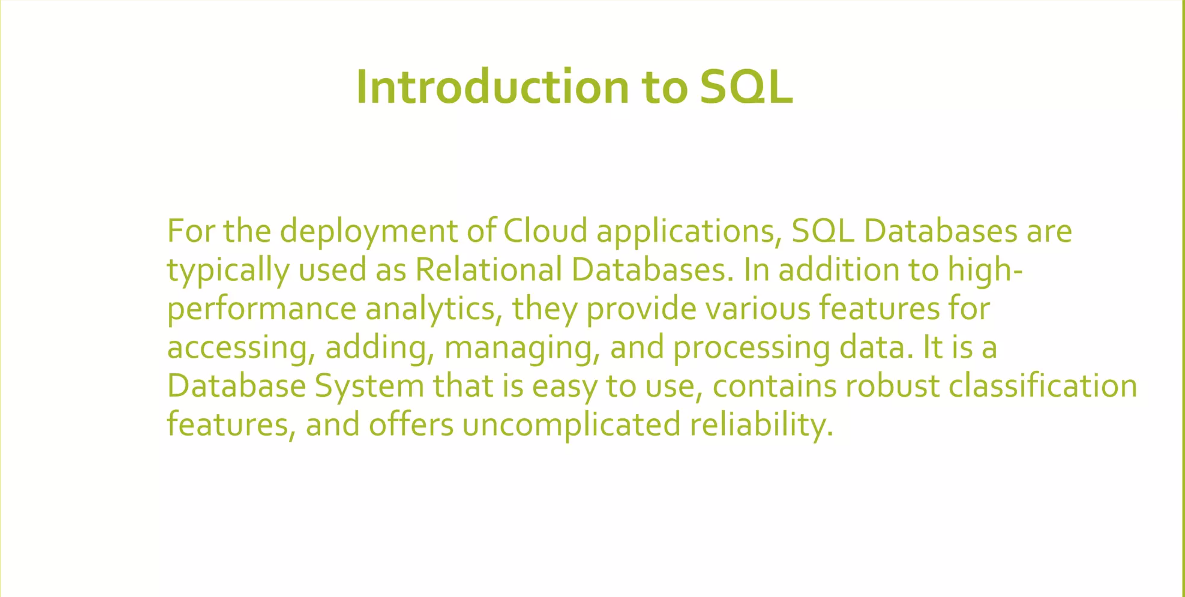 Introduction to SQL
For the deployment of Cloud applications, SQL Databases are
typically used as Relational Databases. In addition to high-
performance analytics, they provide various features for
accessing, adding, managing, and processing data. It is a
Database System that is easy to use, contains robust classification
features, and offers uncomplicated reliability.